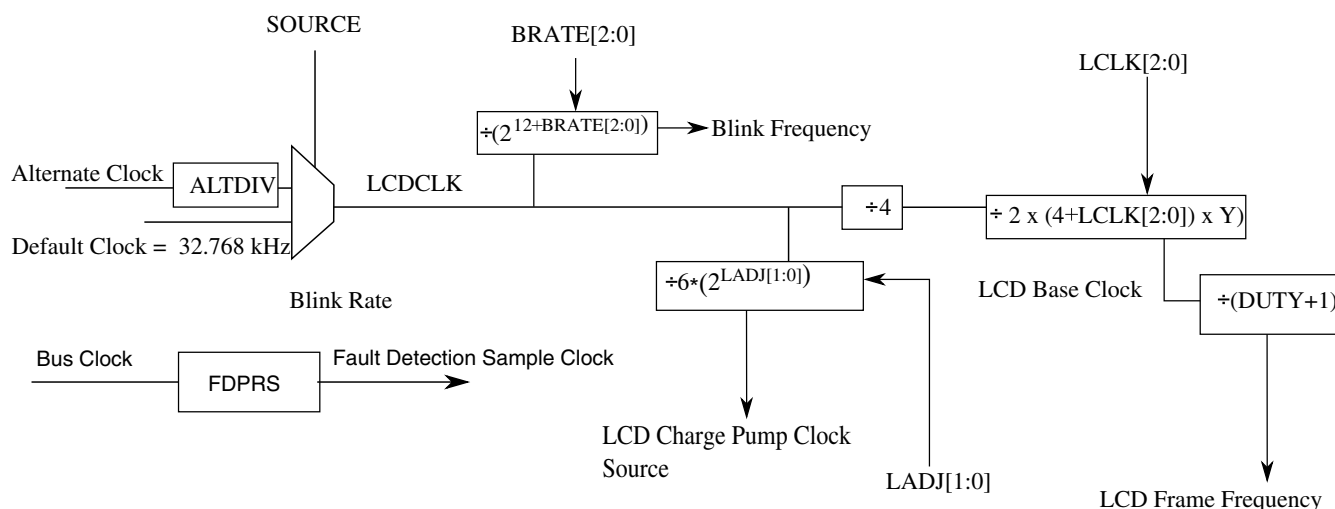 SOURCE
BRATE[2:0]
LCLK[2:0]
÷(2^12+BRATE[2:0])
Blink Frequency
Alternate Clock
ALTDIV
LCDCLK
÷4
÷ 2 x (4+LCLK[2:0]) x Y)
Default Clock = 32.768 kHz
÷6*(2^LADJ[1:0])
LCD Base Clock
÷(DUTY+1)
Blink Rate
Bus Clock
FDPRS
Fault Detection Sample Clock
LCD Charge Pump Clock
Source
LADJ[1:0]
LCD Frame Frequency